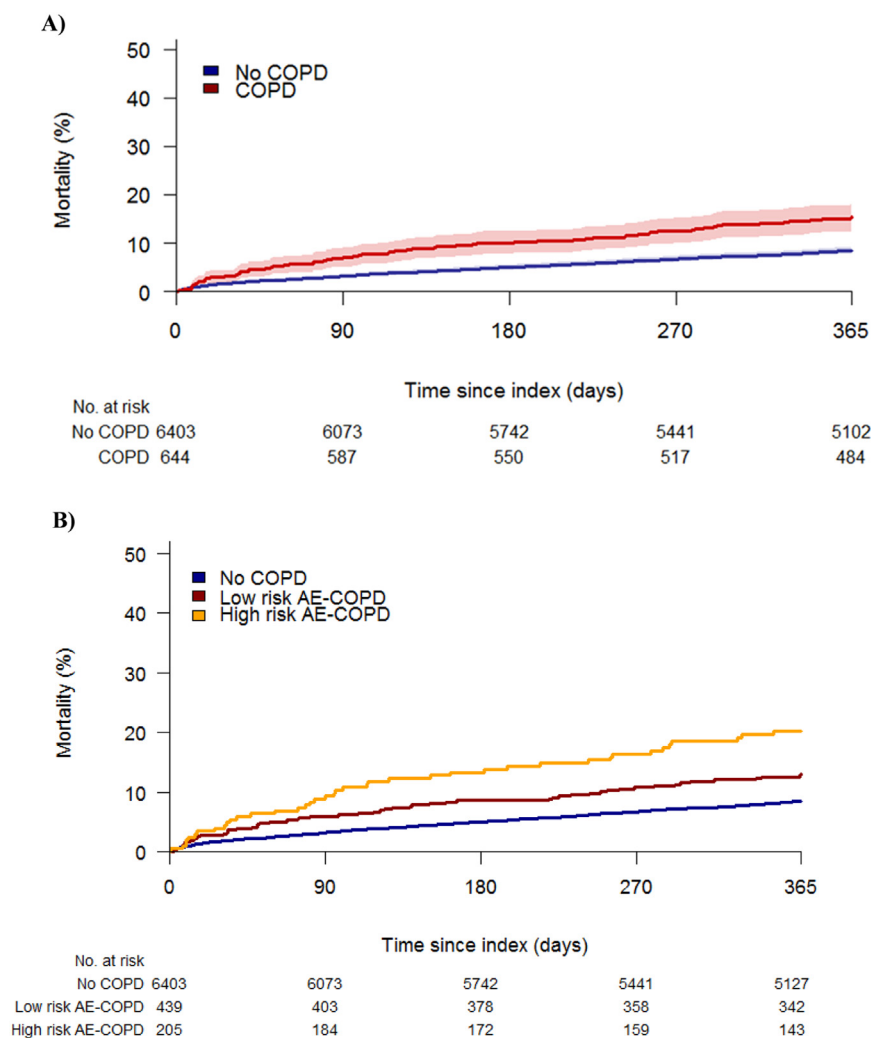 A)
50
40
30
20
10
0
Mortality (%)
No COPD
COPD
0 90 180 270 365
Time since index (days)
No. at risk
No COPD 6403 6073 5742 5441 5102
COPD 644 587 550 517 484
B)
50
40
30
20
10
0
Mortality (%)
No COPD
Low risk AE-COPD
High risk AE-COPD
0 90 180 270 365
Time since index (days)
No. at risk
No COPD 6403 6073 5742 5441 5127
Low risk AE-COPD 439 403 378 358 342
High risk AE-COPD 205 184 172 159 143